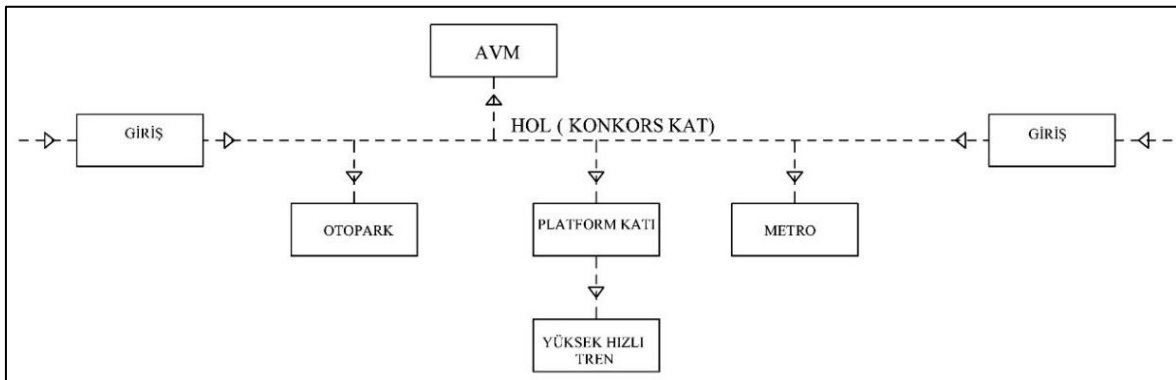 AVM
HOL ( KONKORS KAT)
GİRİŞ
GİRİŞ
OTOPARK
PLATFORM KATI
METRO
YÜKSEK HIZLI
TREN